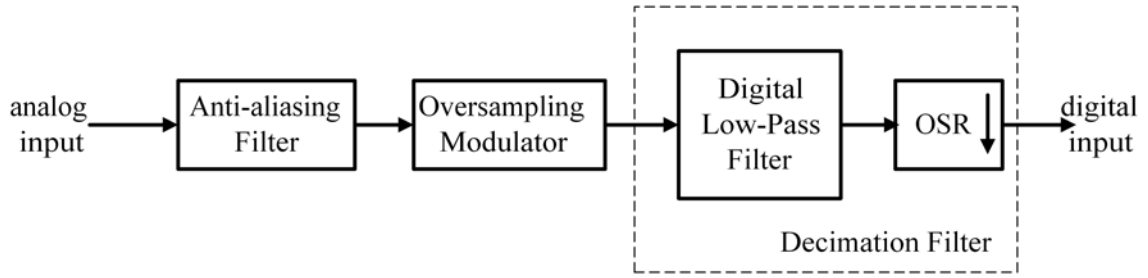 analog
input
Anti-aliasing
Filter
Oversampling
Modulator
Digital
Low-Pass
Filter
OSR
digital
input
Decimation Filter